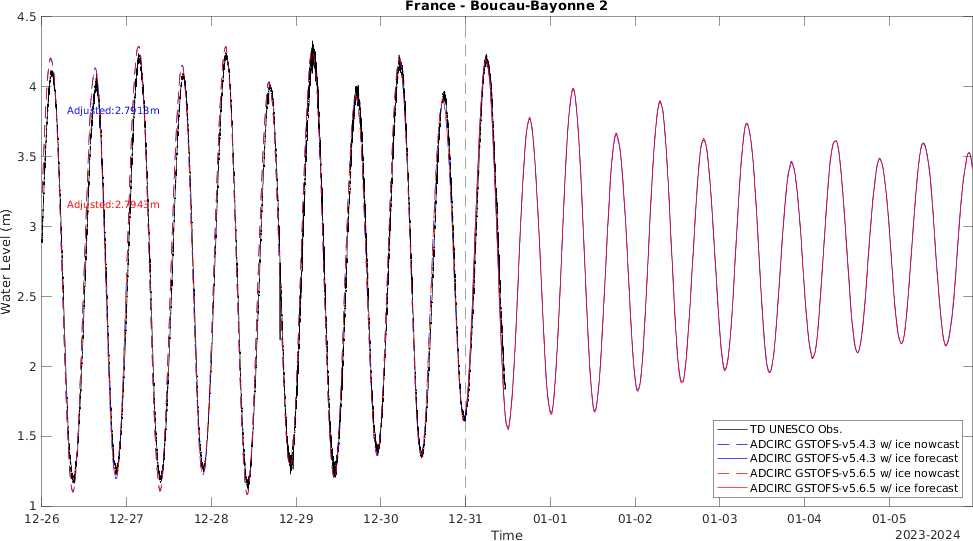 France - Boucau-Bayonne 2
4.5
4
3.5
3
2.5
2
1.5
1
Water Level (m)
Adjusted:2.7913m
Adjusted:2.7943m
TD UNESCO Obs.
ADCIRC GSTOFS-v5.4.3 w/ ice nowcast
ADCIRC GSTOFS-v5.4.3 w/ ice forecast
ADCIRC GSTOFS-v5.6.5 w/ ice nowcast
ADCIRC GSTOFS-v5.6.5 w/ ice forecast
12-26 12-27 12-28 12-29 12-30 12-31 01-01 01-02 01-03 01-04 01-05
Time
2023-2024